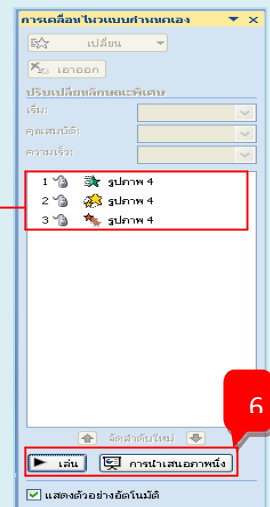 การเคลื่อนไหวแบบกำหนดเอง
เปลี่ยน
เอาออก
ปรับเปลี่ยนลักษณะพิเศษ
เริ่ม:
คุณสมบัติ:
ความเร็ว:
1 รูปภาพ 4
2 รูปภาพ 4
3 รูปภาพ 4
6
จัดลำดับใหม่
เล่น การนำเสนอภาพนิ่ง
แสดงตัวอย่างอัตโนมัติ